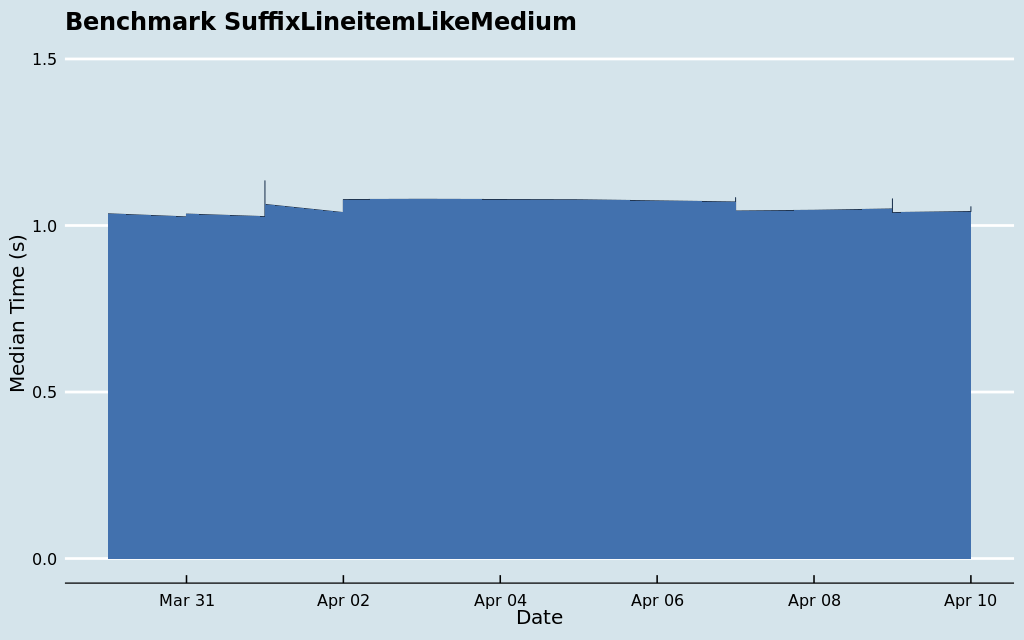 Benchmark SuffixLineitemLikeMedium
Median Time (s)
1.5
1.0
0.5
0.0
Mar 31 Apr 02 Apr 04 Apr 06 Apr 08 Apr 10
Date